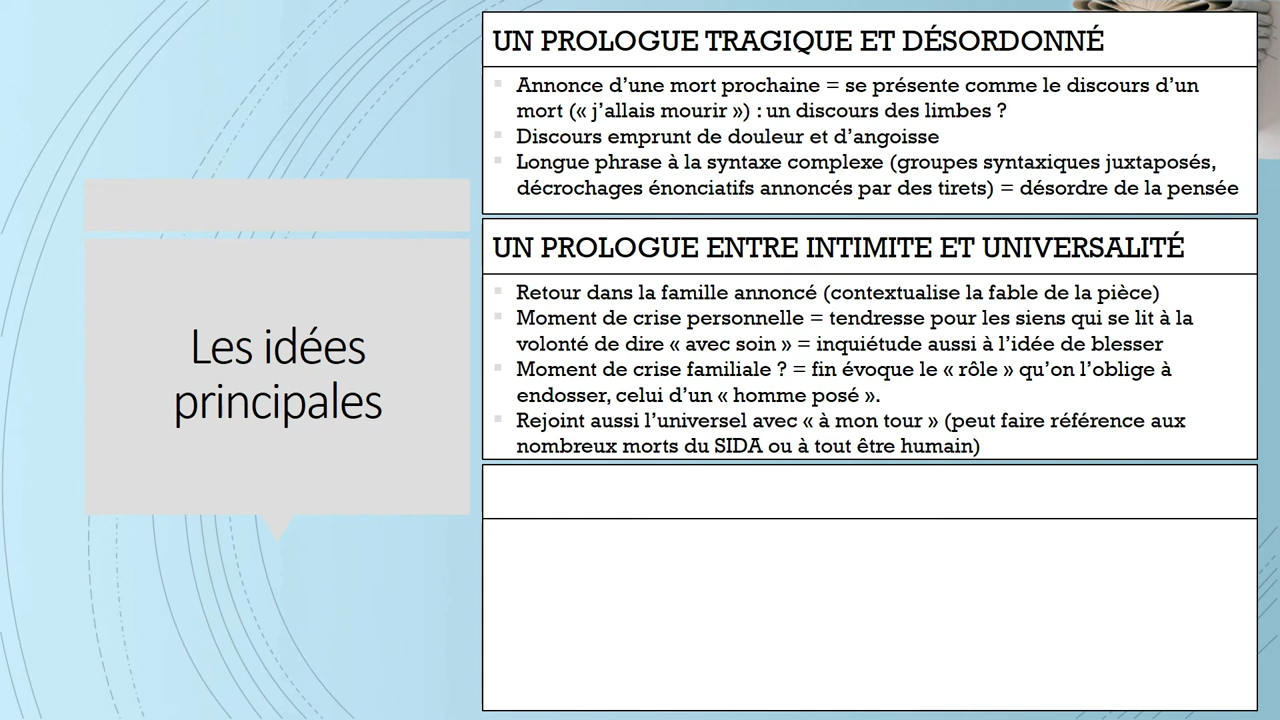 Les idées
principales
UN PROLOGUE TRAGIQUE ET DÉSORDONNÉ
Annonce d’une mort prochaine = se présente comme le discours d’un
mort (« j’allais mourir ») : un discours des limbes ?
Discours emprunt de douleur et d’angoisse
Longue phrase à la syntaxe complexe (groupes syntaxiques juxtaposés,
décrochages énonciatifs annoncés par des tirets) = désordre de la pensée
UN PROLOGUE ENTRE INTIMITE ET UNIVERSALITÉ
Retour dans la famille annoncé (contextualise la fable de la pièce)
Moment de crise personnelle = tendresse pour les siens qui se lit à la
volonté de dire « avec soin » = inquiétude aussi à l’idée de blesser
Moment de crise familiale ? = fin évoque le « rôle » qu’on l’oblige à
endosser, celui d’un « homme posé ».
Rejoint aussi l’universel avec « à mon tour » (peut faire référence aux
nombreux morts du SIDA ou à tout être humain)